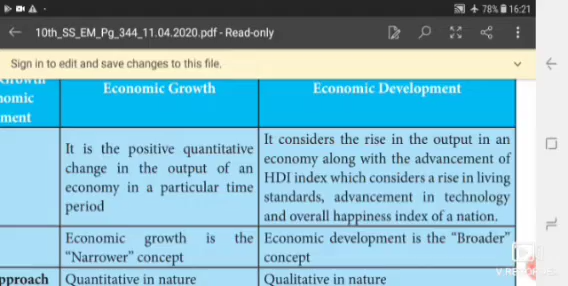 78% 16:21
10th_SS_EM_Pg_344_11.04.2020.pdf - Read-only
Sign in to edit and save changes to this file.
Growth
nomic
ment
Economic Growth
Economic Development
It is the positive quantitative
change in the output of an
economy in a particular time
period
It considers the rise in the output in an
economy along with the advancement of
HDI index which considers a rise in living
standards, advancement in technology
and overall happiness index of a nation.
Economic growth is the
"Narrower" concept
Economic development is the "Broader"
concept
pproach
Quantitative in nature
Qualitative in nature